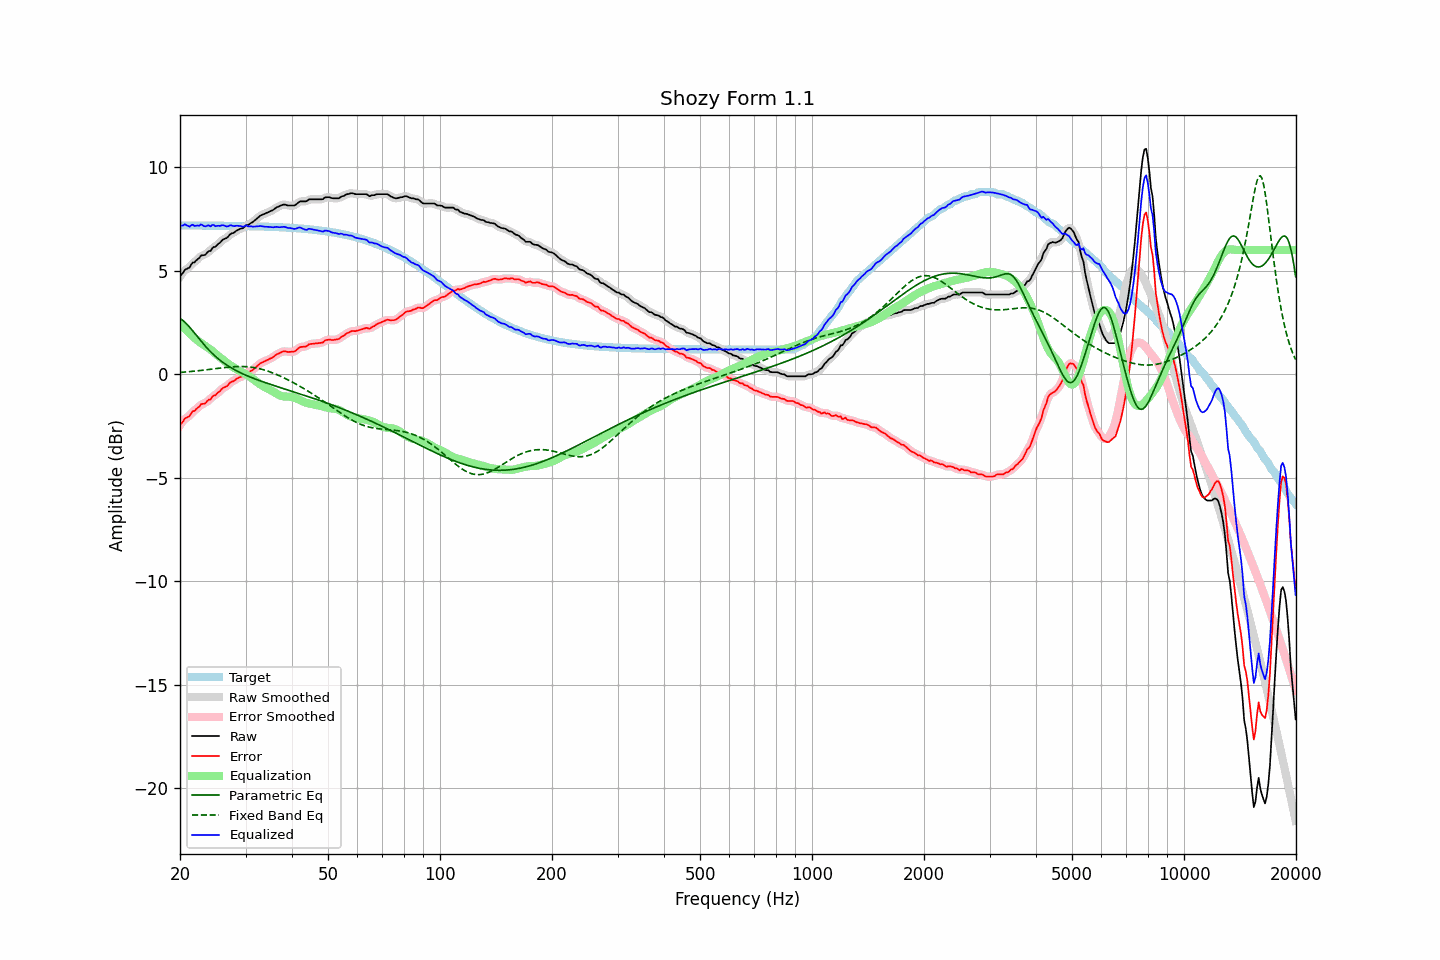 Shozy Form 1.1
Amplitude (dBr)
10
5
0
−5
−10
−15
−20
Target
Raw Smoothed
Error Smoothed
Raw
Error
Equalization
Parametric Eq
Fixed Band Eq
Equalized
20 50 100 200 500 1000 2000 5000 10000 20000
Frequency (Hz)